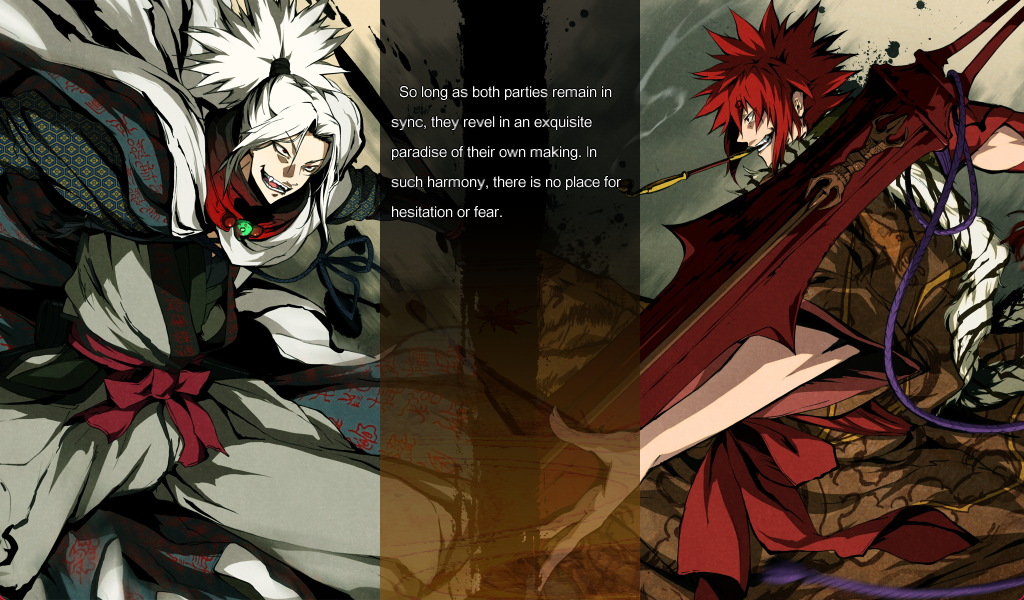 So long as both parties remain in
sync, they revel in an exquisite
paradise of their own making. In
such harmony, there is no place for
hesitation or fear.